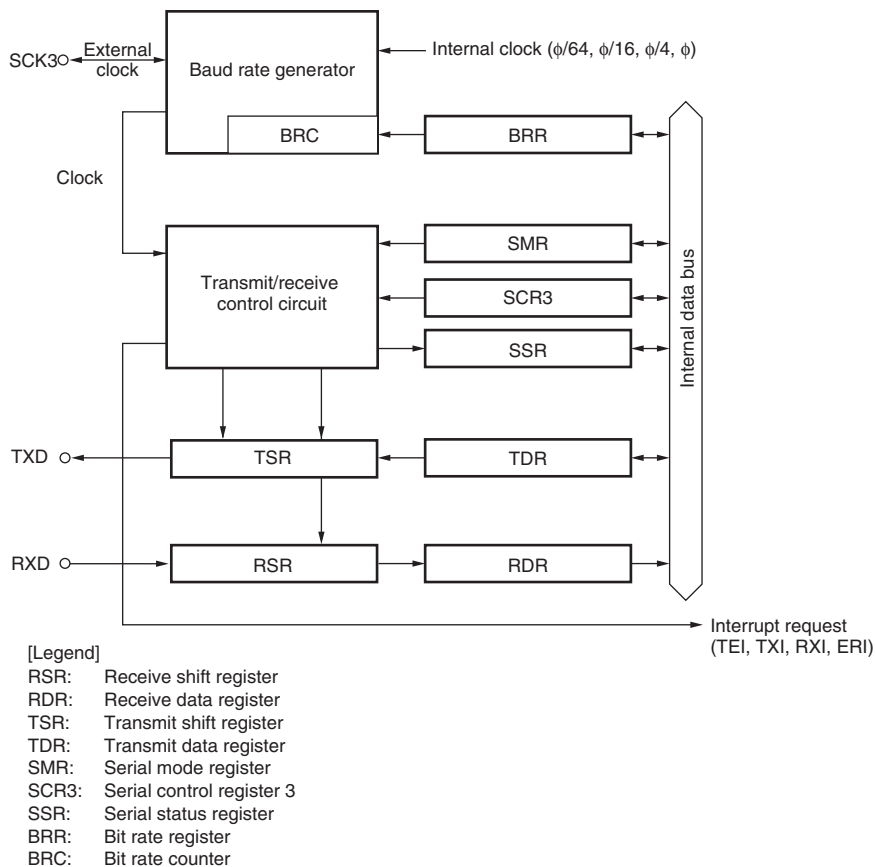 SCK3
External
clock
Baud rate generator
Internal clock (ϕ/64, ϕ/16, ϕ/4, ϕ)
BRC
BRR
Clock
Transmit/receive
control circuit
SMR
SCR3
SSR
Internal data bus
TXD
TSR
TDR
RXD
RSR
RDR
Interrupt request
(TEI, TXI, RXI, ERI)
[Legend]
RSR: Receive shift register
RDR: Receive data register
TSR: Transmit shift register
TDR: Transmit data register
SMR: Serial mode register
SCR3: Serial control register 3
SSR: Serial status register
BRR: Bit rate register
BRC: Bit rate counter